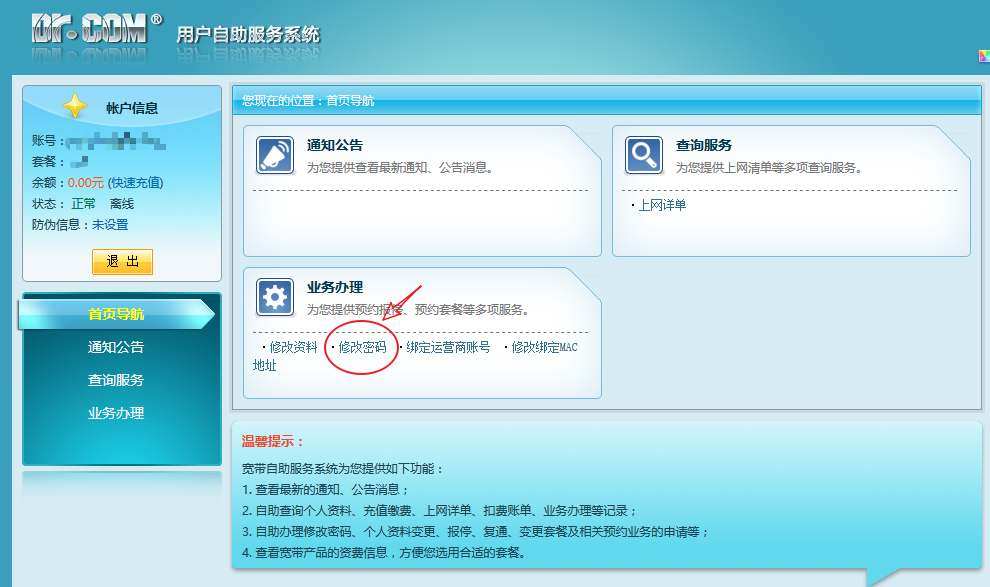 Dr.COM® 用户自助服务系统
帐户信息
账号：
套餐：
余额：0.00元 (快速充值)
状态： 正常 离线
防伪信息：未设置
退 出
首页导航
通知公告
查询服务
业务办理
您现在的位置：首页导航
通知公告
为您提供查看最新通知、公告消息。
查询服务
为您提供上网清单等多项查询服务。
·上网详单
业务办理
为您提供预约报停、预约套餐等多项服务。
·修改资料 ·修改密码 ·绑定运营商账号 ·修改绑定MAC
地址
温馨提示：
宽带自助服务系统为您提供如下功能：
1. 查看最新的通知、公告消息；
2. 自助查询个人资料、充值缴费、上网详单、扣费账单、业务办理等记录；
3. 自助办理修改密码、个人资料变更、报停、复通、变更套餐及相关预约业务的申请等；
4. 查看宽带产品的资费信息，方便您选用合适的套餐。